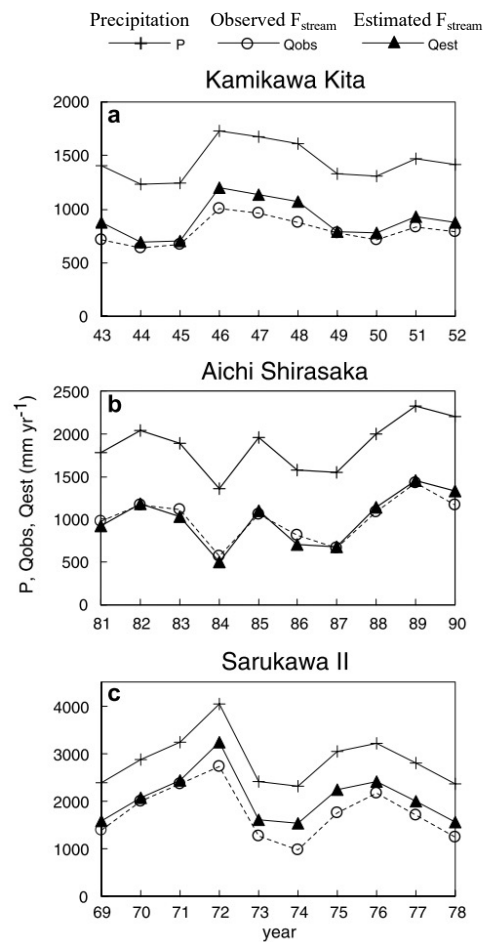 Precipitation Observed Fstream Estimated Fstream
P Qobs Qest
Kamikawa Kita
a
2000
1500
1000
500
0
43 44 45 46 47 48 49 50 51 52
Aichi Shirasaka
b
2500
2000
1500
1000
500
0
81 82 83 84 85 86 87 88 89 90
P, Qobs, Qest (mm yr-1)
Sarukawa II
c
4000
3000
2000
1000
0
69 70 71 72 73 74 75 76 77 78
year